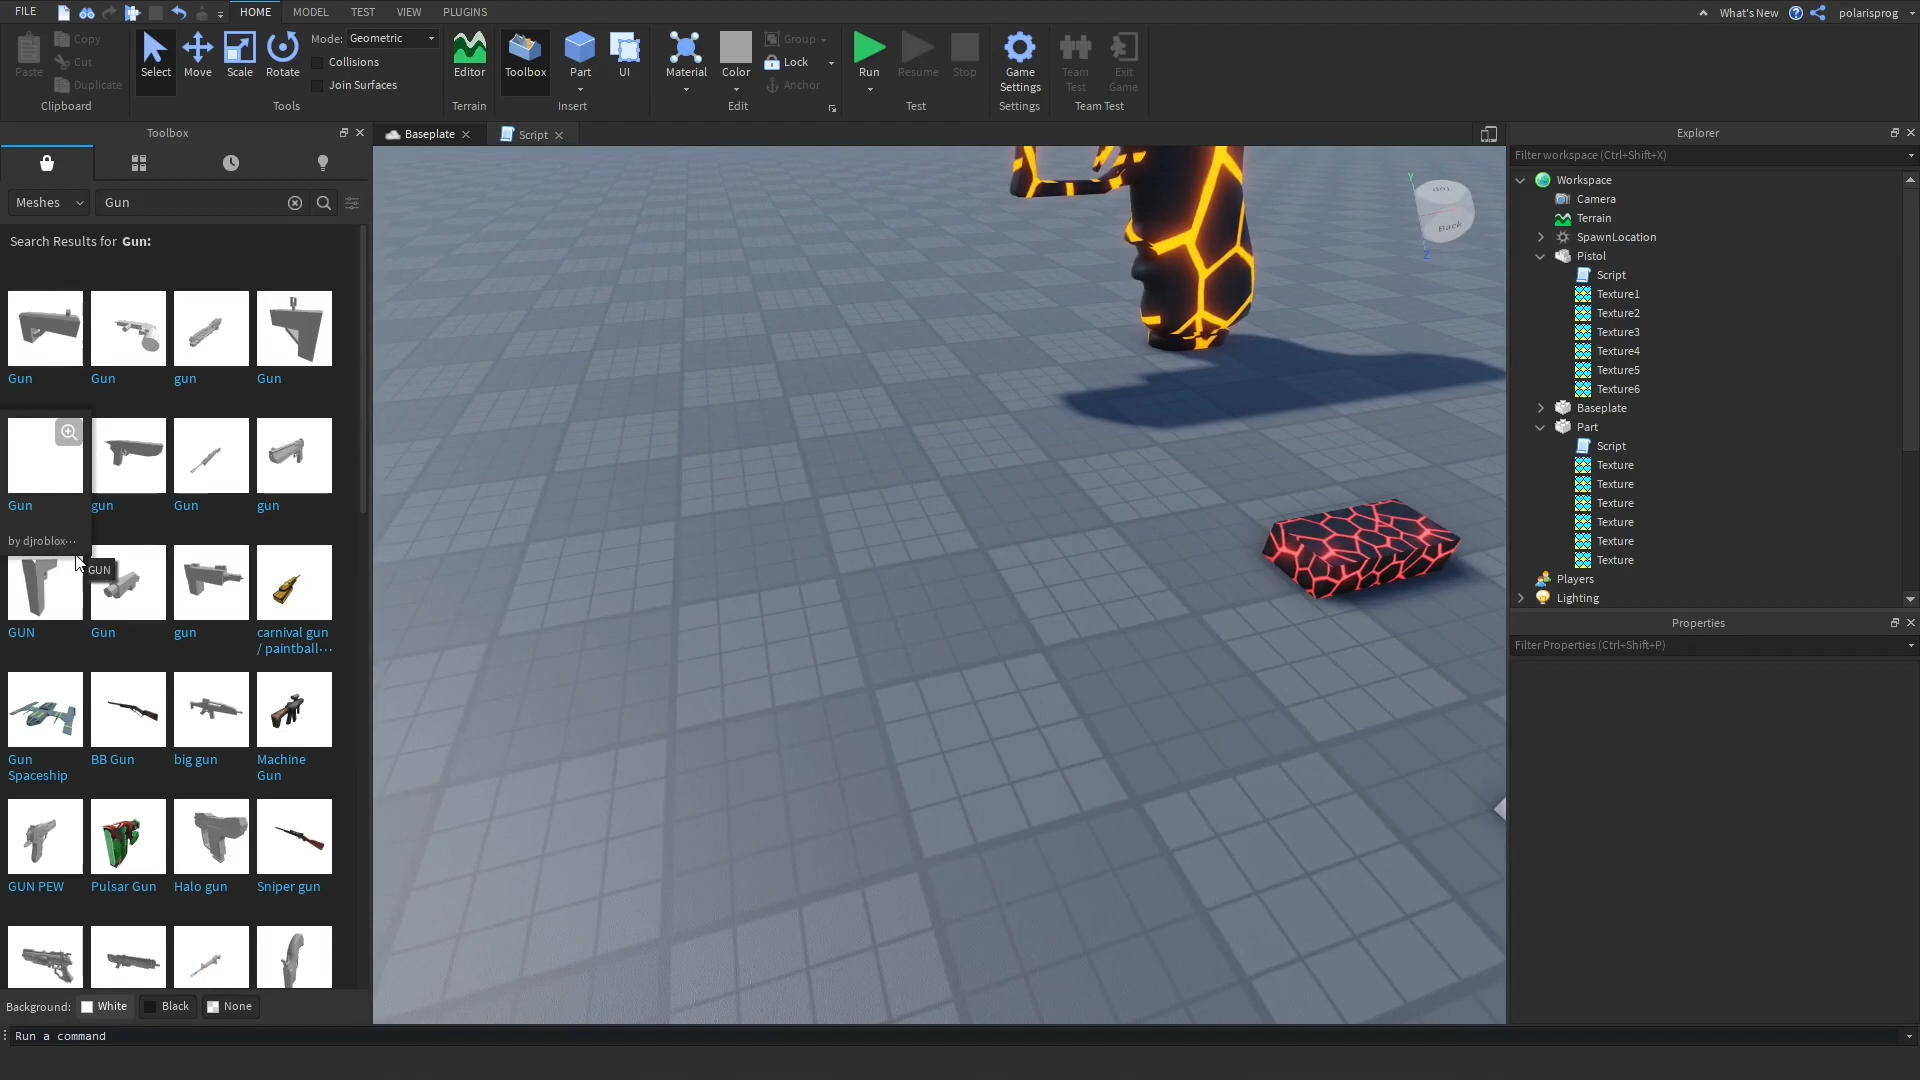 FILE
HOME
MODEL
TEST
VIEW
PLUGINS
What's New
polarisprog
Paste
Copy
Cut
Duplicate
Clipboard
Select
Move
Scale
Rotate
Mode: Geometric
Collisions
Join Surfaces
Tools
Editor
Terrain
Toolbox
Part
UI
Insert
Material
Color
Group
Lock
Anchor
Edit
Run
Resume
Stop
Test
Game
Settings
Settings
Team
Test
Exit
Game
Team Test
Toolbox
Meshes
Gun
Search Results for Gun:
Gun
Gun
gun
Gun
Gun
gun
Gun
gun
by djroblox...
GUN
GUN
Gun
gun
carnival gun
/ paintball...
Gun
Spaceship
BB Gun
big gun
Machine
Gun
GUN PEW
Pulsar Gun
Halo gun
Sniper gun
Background:
White
Black
None
Run a command
Baseplate
Script
Y
Top
Back
Z
Explorer
Filter workspace (Ctrl+Shift+X)
Workspace
Camera
Terrain
SpawnLocation
Pistol
Script
Texture1
Texture2
Texture3
Texture4
Texture5
Texture6
Baseplate
Part
Script
Texture
Texture
Texture
Texture
Texture
Texture
Players
Lighting
Properties
Filter Properties (Ctrl+Shift+P)